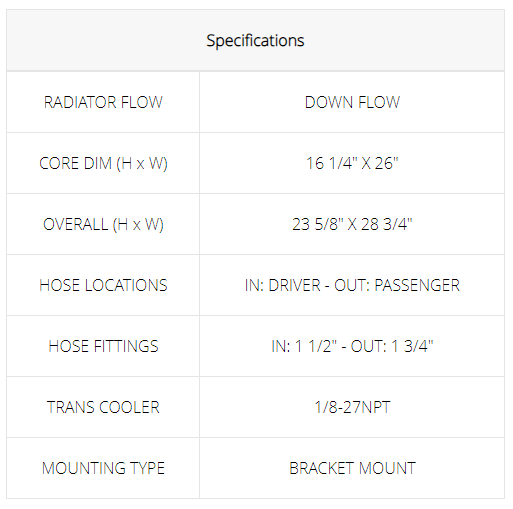 Specifications
RADIATOR FLOW DOWN FLOW
CORE DIM (H x W) 16 1/4" X 26"
OVERALL (H x W) 23 5/8" X 28 3/4"
HOSE LOCATIONS IN: DRIVER - OUT: PASSENGER
HOSE FITTINGS IN: 1 1/2" - OUT: 1 3/4"
TRANS COOLER 1/8-27NPT
MOUNTING TYPE BRACKET MOUNT